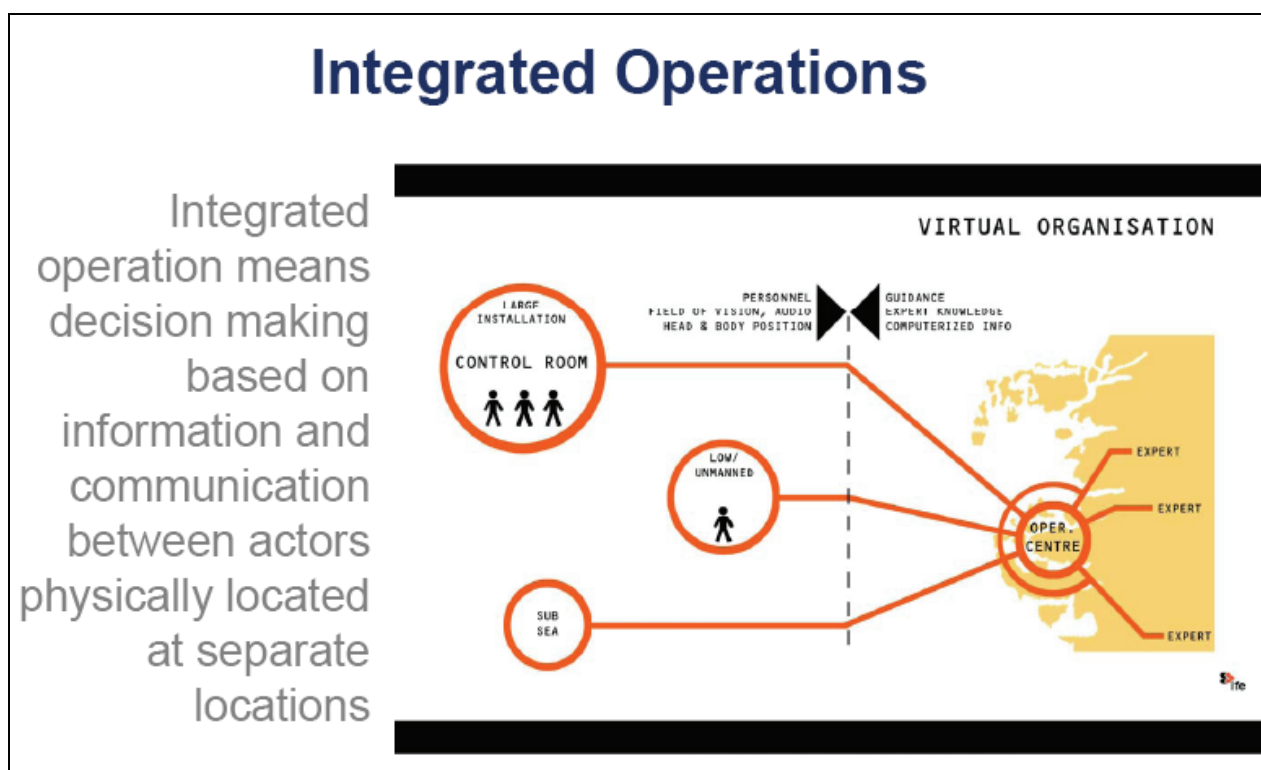 Integrated Operations
Integrated
operation means
decision making
based on
information and
communication
between actors
physically located
at separate
locations
VIRTUAL ORGANISATION
PERSONNEL
FIELD OF VISION, AUDIO
HEAD & BODY POSITION
GUIDANCE
EXPERT KNOWLEDGE
COMPUTERIZED INFO
LARGE
INSTALLATION
CONTROL ROOM
LOW/
UNMANNED
SUB
SEA
OPER.
CENTRE
EXPERT
EXPERT
EXPERT
ife